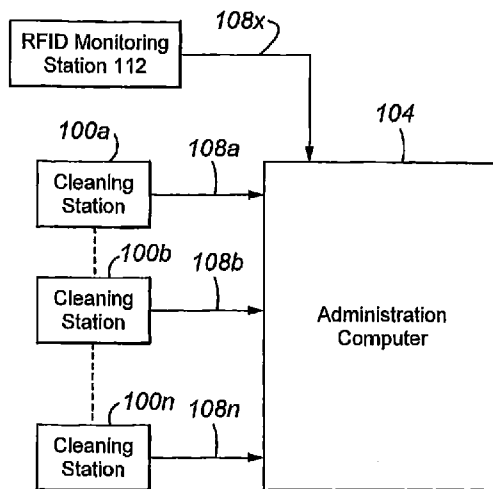 108x
RFID Monitoring
Station 112
100a
108a
104
Cleaning
Station
100b
108b
Cleaning
Station
Administration
Computer
100n
108n
Cleaning
Station